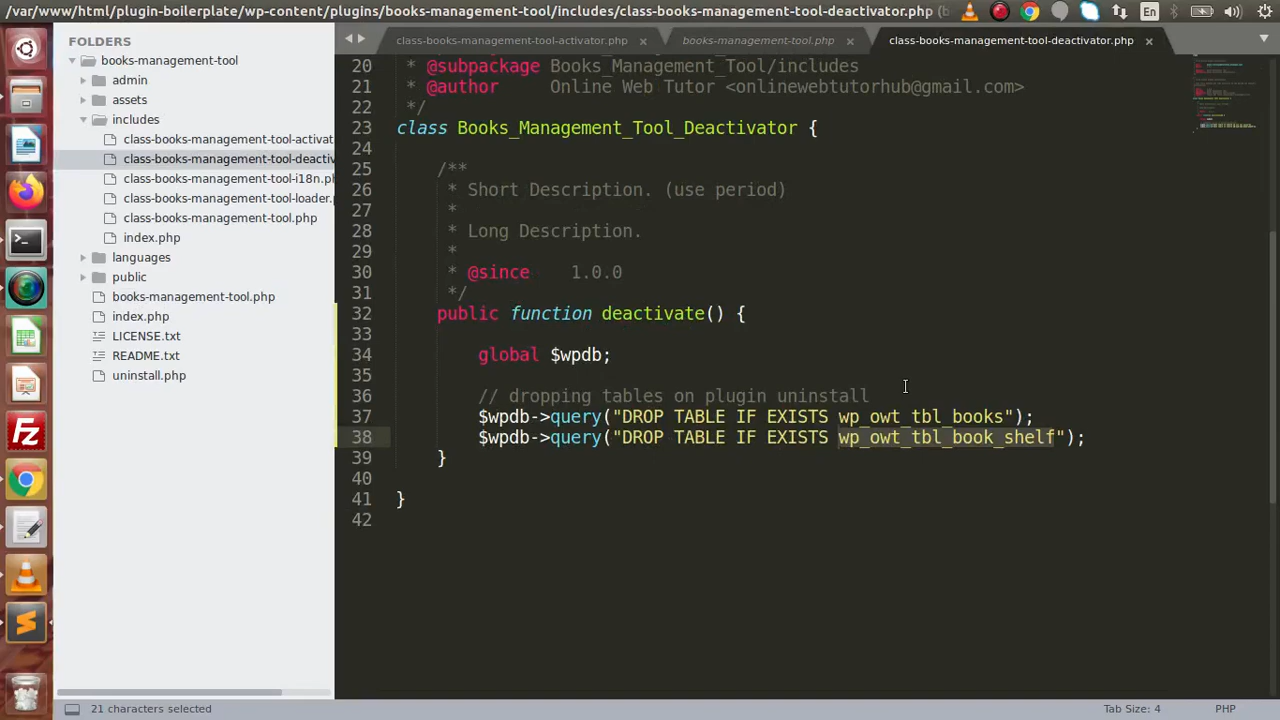 /var/www/html/plugin-boilerplate/wp-content/plugins/books-management-tool/includes/class-books-management-tool-deactivator.php (b
En
FOLDERS
books-management-tool
admin
assets
includes
class-books-management-tool-activat
class-books-management-tool-deactiv
class-books-management-tool-i18n.ph
class-books-management-tool-loader.p
class-books-management-tool.php
index.php
languages
public
books-management-tool.php
index.php
LICENSE.txt
README.txt
uninstall.php
class-books-management-tool-activator.php × books-management-tool.php × class-books-management-tool-deactivator.php ×
20 * @subpackage Books_Management_Tool/includes
21 * @author Online Web Tutor <onlinewebtutorhub@gmail.com>
22 */
23 class Books_Management_Tool_Deactivator {
24
25 /**
26 * Short Description. (use period)
27 *
28 * Long Description.
29 *
30 * @since 1.0.0
31 */
32 public function deactivate() {
33
34 global $wpdb;
35
36 // dropping tables on plugin uninstall
37 $wpdb->query("DROP TABLE IF EXISTS wp_owt_tbl_books");
38 $wpdb->query("DROP TABLE IF EXISTS wp_owt_tbl_book_shelf");
39 }
40
41 }
42
21 characters selected
Tab Size: 4 PHP